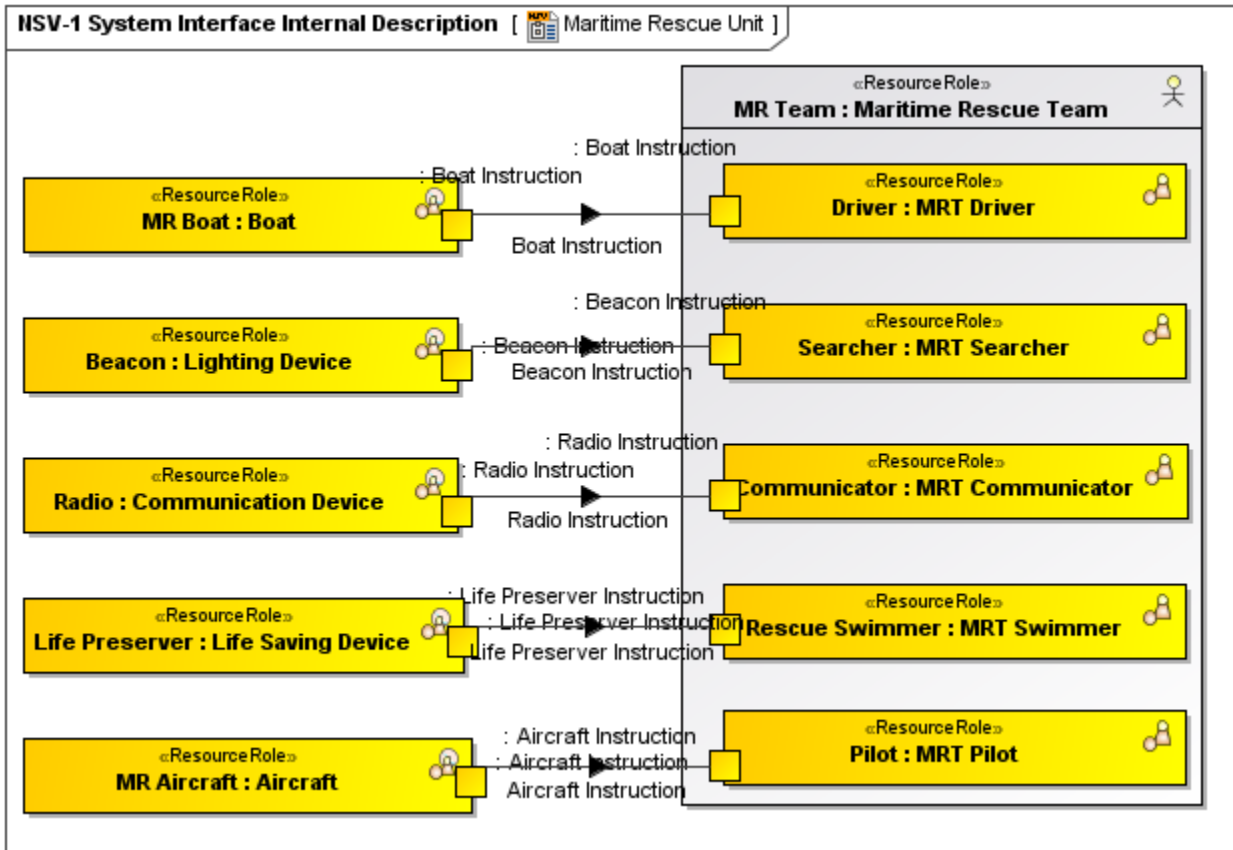 NSV-1 System Interface Internal Description [ Maritime Rescue Unit ]
«ResourceRole»
MR Team : Maritime Rescue Team
: Boat Instruction
: Boat Instruction
«ResourceRole»
MR Boat : Boat
«ResourceRole»
Driver : MRT Driver
Boat Instruction
: Beacon Instruction
«ResourceRole»
Beacon : Lighting Device
: Beacon Instruction
«ResourceRole»
Searcher : MRT Searcher
Beacon Instruction
: Radio Instruction
: Radio Instruction
«ResourceRole»
Radio : Communication Device
«ResourceRole»
Communicator : MRT Communicator
Radio Instruction
: Life Preserver Instruction
«ResourceRole»
Life Preserver : Life Saving Device
: Life Preserver Instruction
«ResourceRole»
Rescue Swimmer : MRT Swimmer
Life Preserver Instruction
: Aircraft Instruction
«ResourceRole»
MR Aircraft : Aircraft
: Aircraft Instruction
«ResourceRole»
Pilot : MRT Pilot
Aircraft Instruction